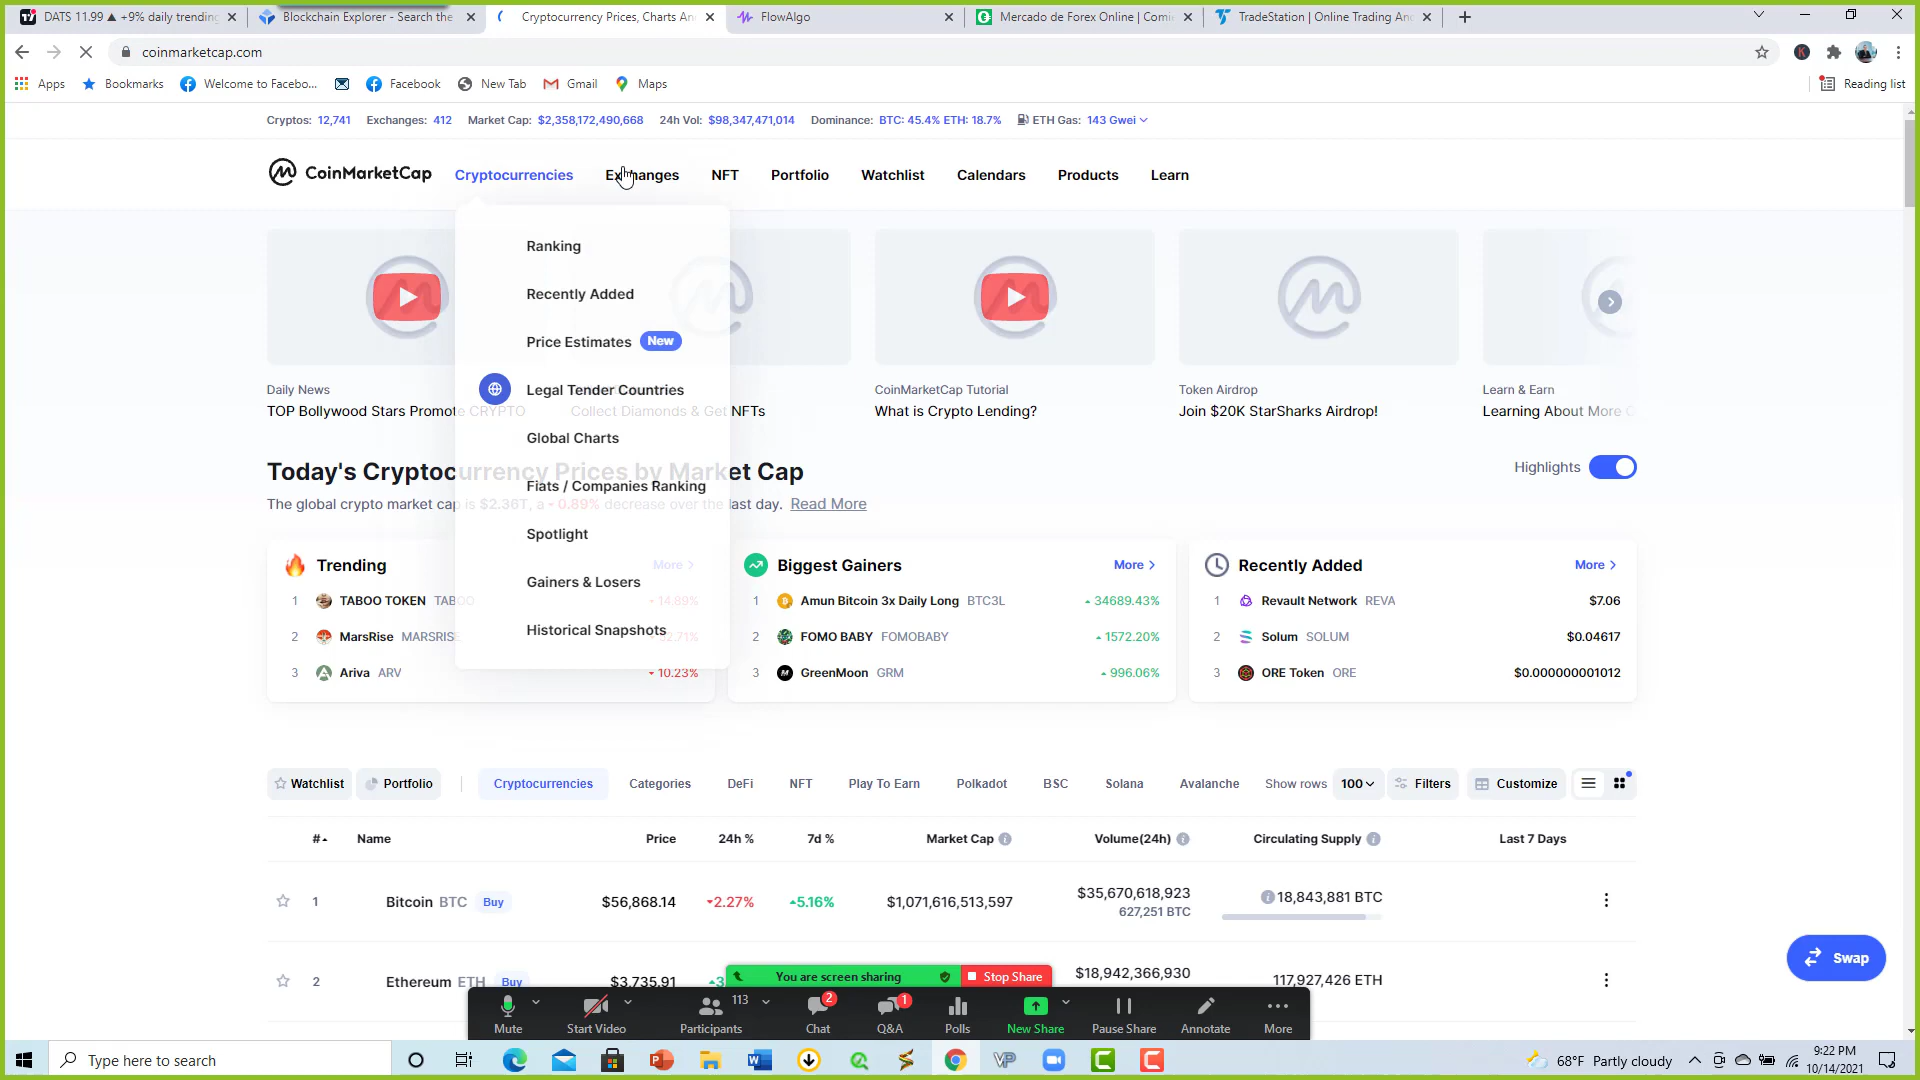 DATS 11.99 ▲ +9% daily trending
Blockchain Explorer - Search the
Cryptocurrency Prices, Charts An
FlowAlgo
Mercado de Forex Online | Comi
TradeStation | Online Trading An
coinmarketcap.com
Apps
Bookmarks
Welcome to Facebo...
Facebook
New Tab
Gmail
Maps
Reading list
Cryptos: 12,741 Exchanges: 412 Market Cap: $2,358,172,490,668 24h Vol: $98,347,471,014 Dominance: BTC: 45.4% ETH: 18.7% ETH Gas: 143 Gwei
CoinMarketCap Cryptocurrencies Exchanges NFT Portfolio Watchlist Calendars Products Learn
Ranking
Recently Added
Price Estimates New
Legal Tender Countries
Global Charts
Fiats / Companies Ranking
Spotlight
Gainers & Losers
Historical Snapshots
Daily News
TOP Bollywood Stars Promote CRYPTO
Collect Diamonds & Get NFTs
CoinMarketCap Tutorial
What is Crypto Lending?
Token Airdrop
Join $20K StarSharks Airdrop!
Learn & Earn
Learning About More
Today's Cryptocurrency Prices by Market Cap
The global crypto market cap is $2.36T, a 0.89% decrease over the last day. Read More
Highlights
Trending More
1 TABOO TOKEN TABOO 14.89%
2 MarsRise MARSRISE 32.71%
3 Ariva ARV 10.23%
Biggest Gainers More
1 Amun Bitcoin 3x Daily Long BTC3L 34689.43%
2 FOMO BABY FOMOBABY 1572.20%
3 GreenMoon GRM 996.06%
Recently Added More
1 Revault Network REVA $7.06
2 Solum SOLUM $0.04617
3 ORE Token ORE $0.000000001012
Watchlist Portfolio Cryptocurrencies Categories DeFi NFT Play To Earn Polkadot BSC Solana Avalanche Show rows 100 Filters Customize
# Name Price 24h % 7d % Market Cap Volume(24h) Circulating Supply Last 7 Days
1 Bitcoin BTC Buy $56,868.14 2.27% 5.16% $1,071,616,513,597 $35,670,618,923 18,843,881 BTC
627,251 BTC
2 Ethereum ETH Buy $3,735.91 $18,942,366,930 117,927,426 ETH
Swap
You are screen sharing Stop Share
Mute
Start Video
113
Participants
2
Chat
1
Q&A
Polls
New Share
Pause Share
Annotate
More
Type here to search
68°F Partly cloudy
9:22 PM
10/14/2021